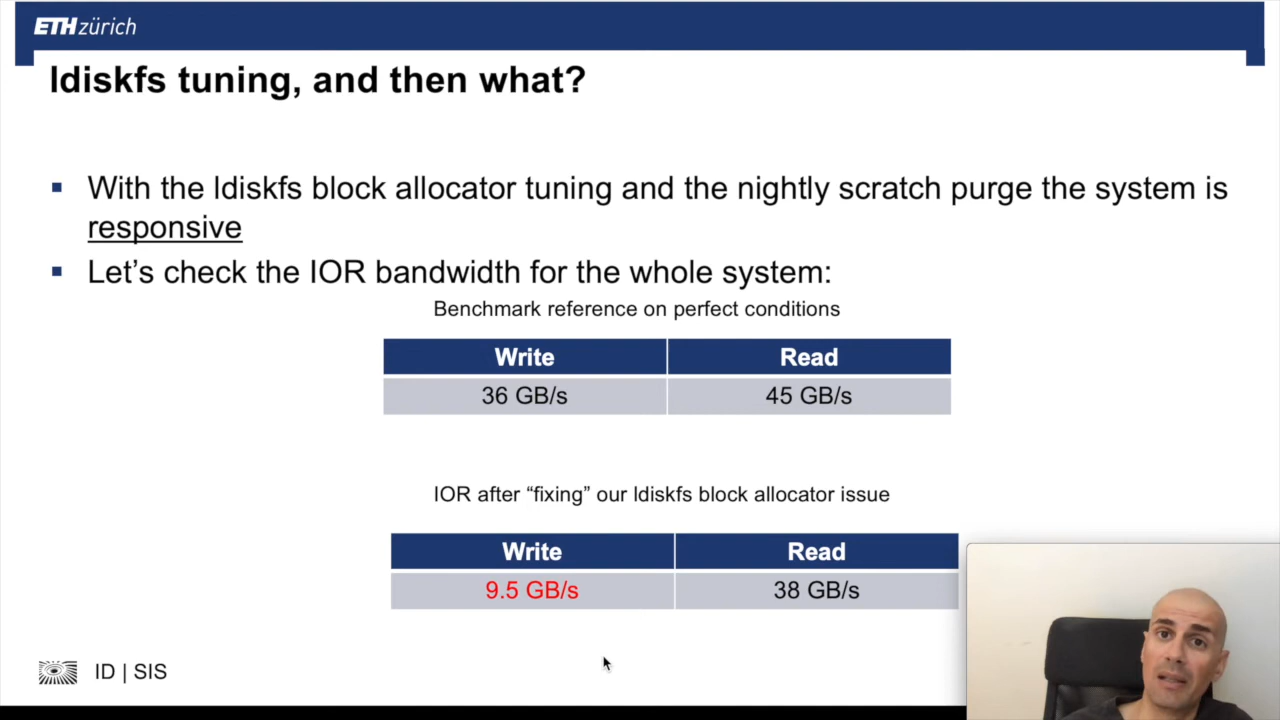 ETH zürich
ldiskfs tuning, and then what?
▪ With the ldiskfs block allocator tuning and the nightly scratch purge the system is
responsive
▪ Let's check the IOR bandwidth for the whole system:
Benchmark reference on perfect conditions
Write Read
36 GB/s 45 GB/s
IOR after “fixing” our ldiskfs block allocator issue
Write Read
9.5 GB/s 38 GB/s
ID | SIS